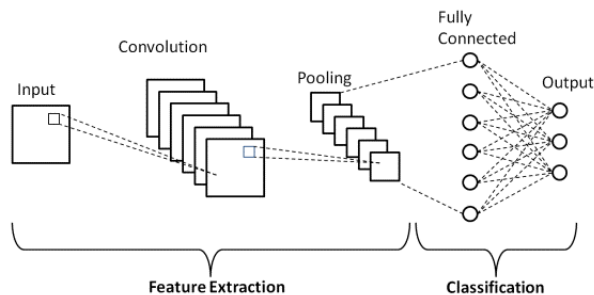 Input
Convolution
Pooling
Fully
Connected
Output
Feature Extraction
Classification